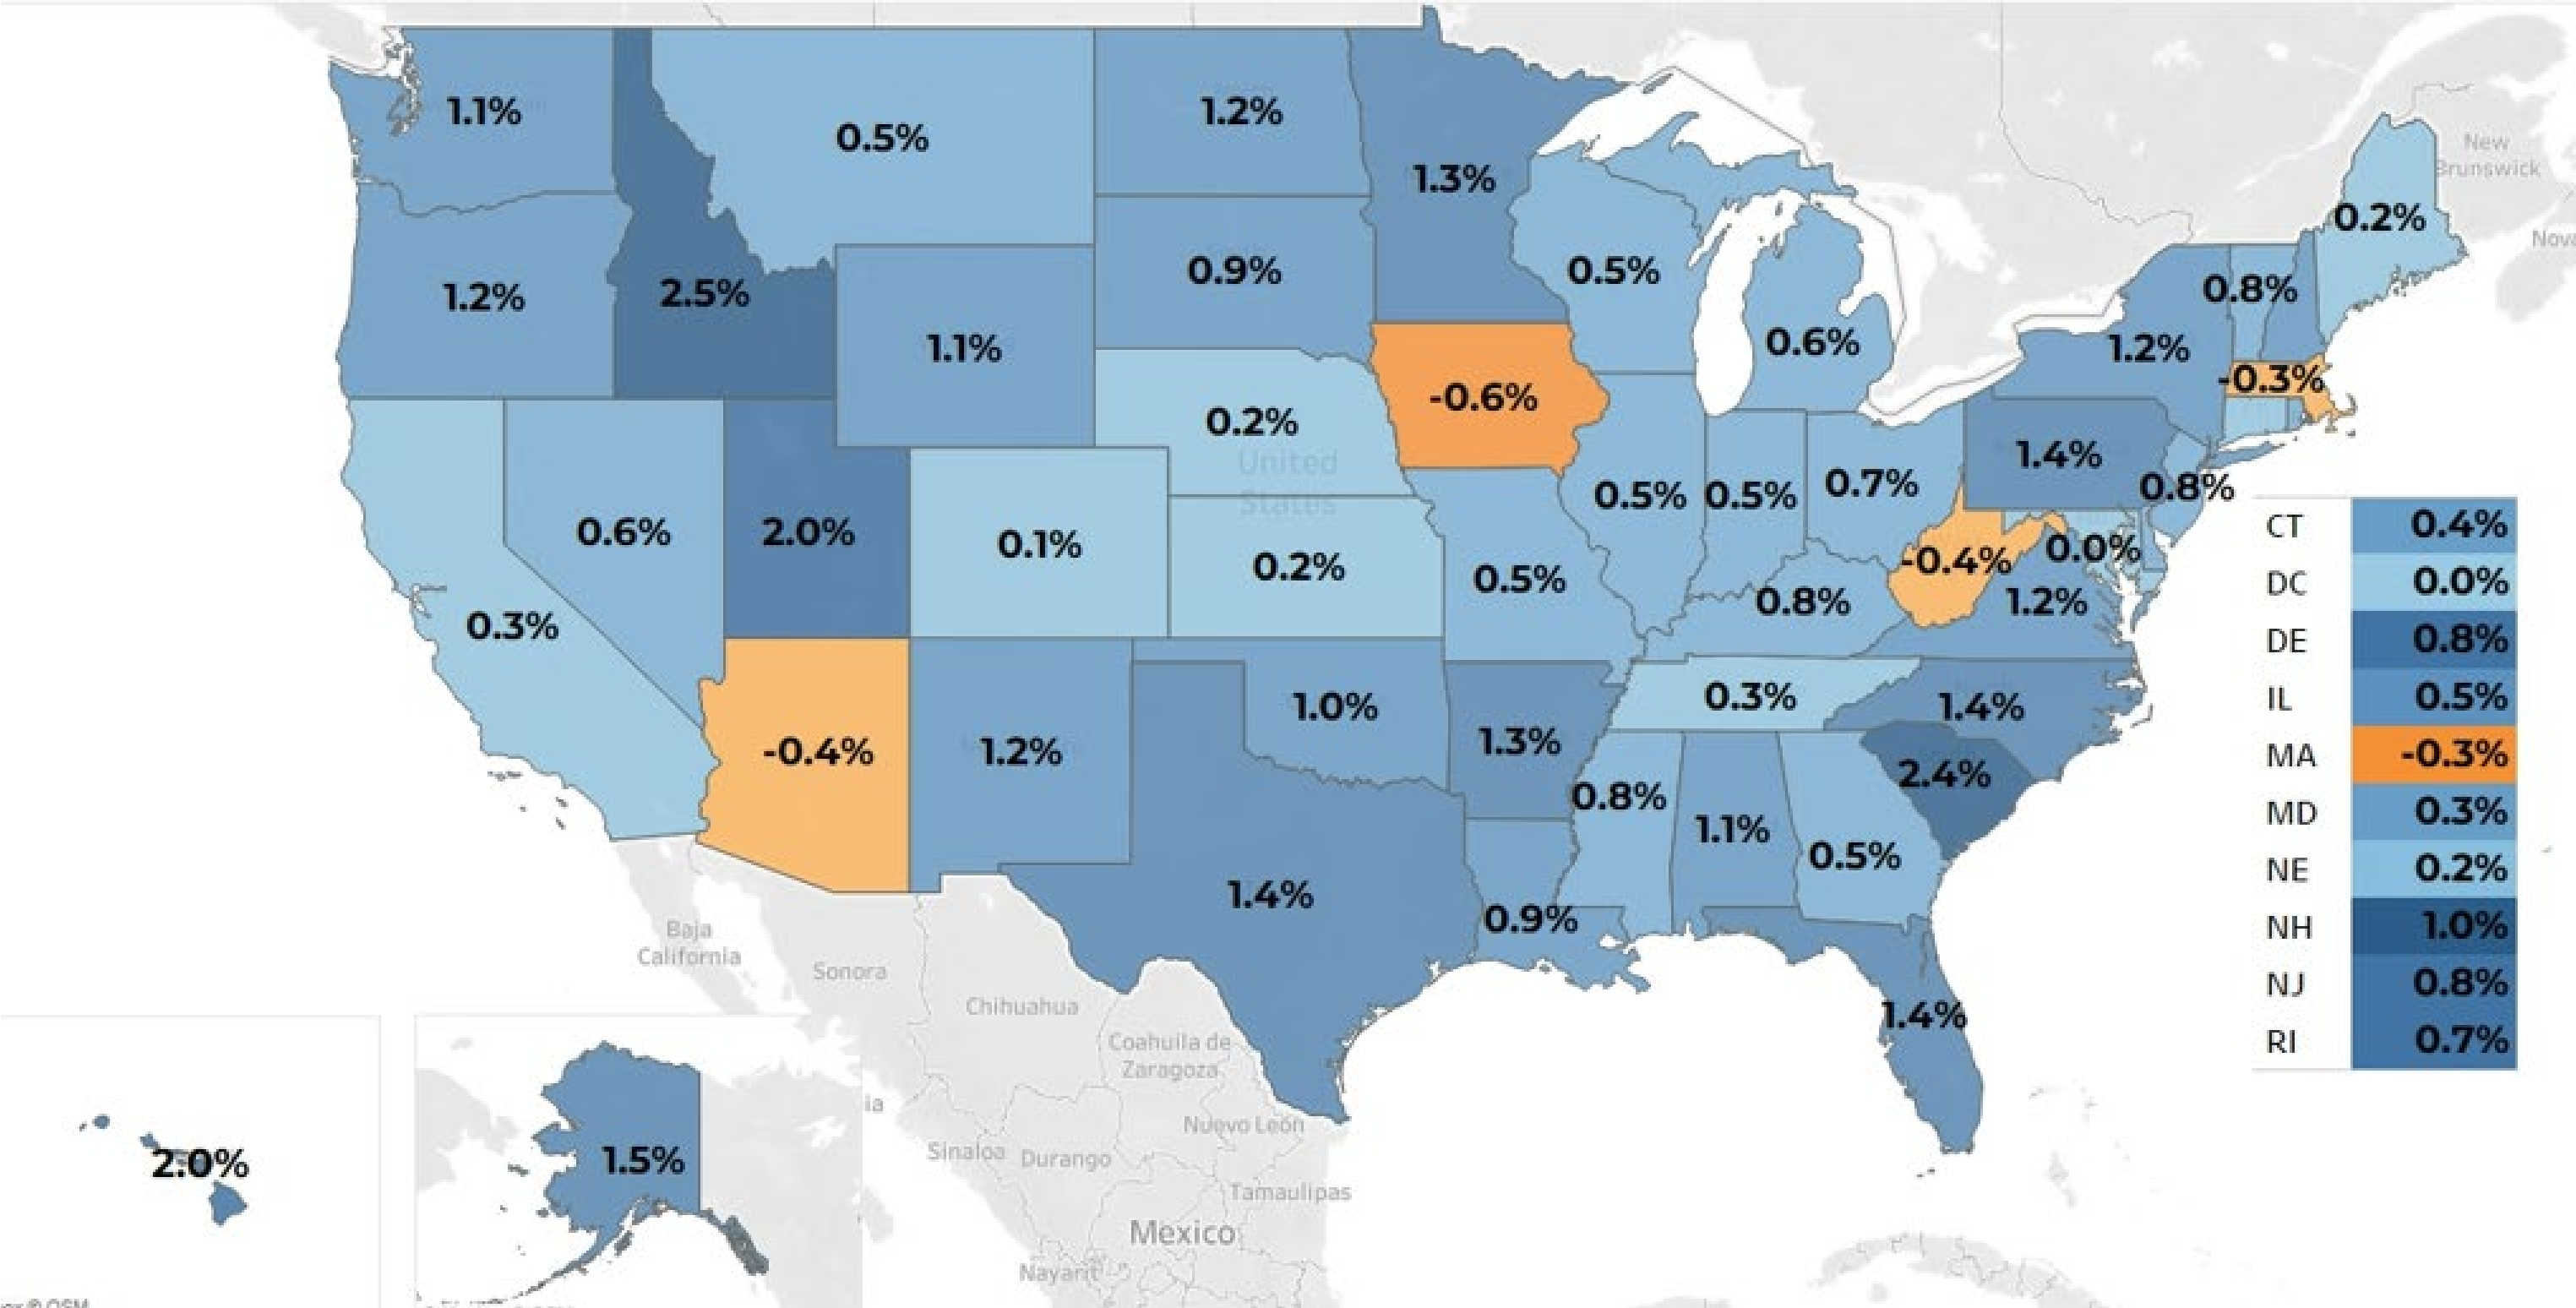 1.1%
0.5%
1.2%
1.3%
New
Brunswick
0.2%
Nova
1.2%
2.5%
0.9%
0.5%
0.8%
1.1%
0.6%
1.2%
-0.6%
-0.3%
0.2%
United
States
1.4%
0.6%
2.0%
0.1%
0.2%
0.5%
0.5%
0.5%
0.7%
0.8%
0.3%
0.8%
-0.4%
0.0%
1.2%
-0.4%
1.2%
1.0%
1.3%
0.3%
1.4%
2.4%
0.8%
1.1%
0.5%
1.4%
0.9%
1.4%
CT 0.4%
DC 0.0%
DE 0.8%
IL 0.5%
MA -0.3%
MD 0.3%
NE 0.2%
NH 1.0%
NJ 0.8%
RI 0.7%
Baja
California
Sonora
Chihuahua
Coahuila de
Zaragoza
Nuevo León
Sinaloa
Durango
Tamaulipas
Mexico
Nayarit
ia
2.0%
1.5%
© OSM